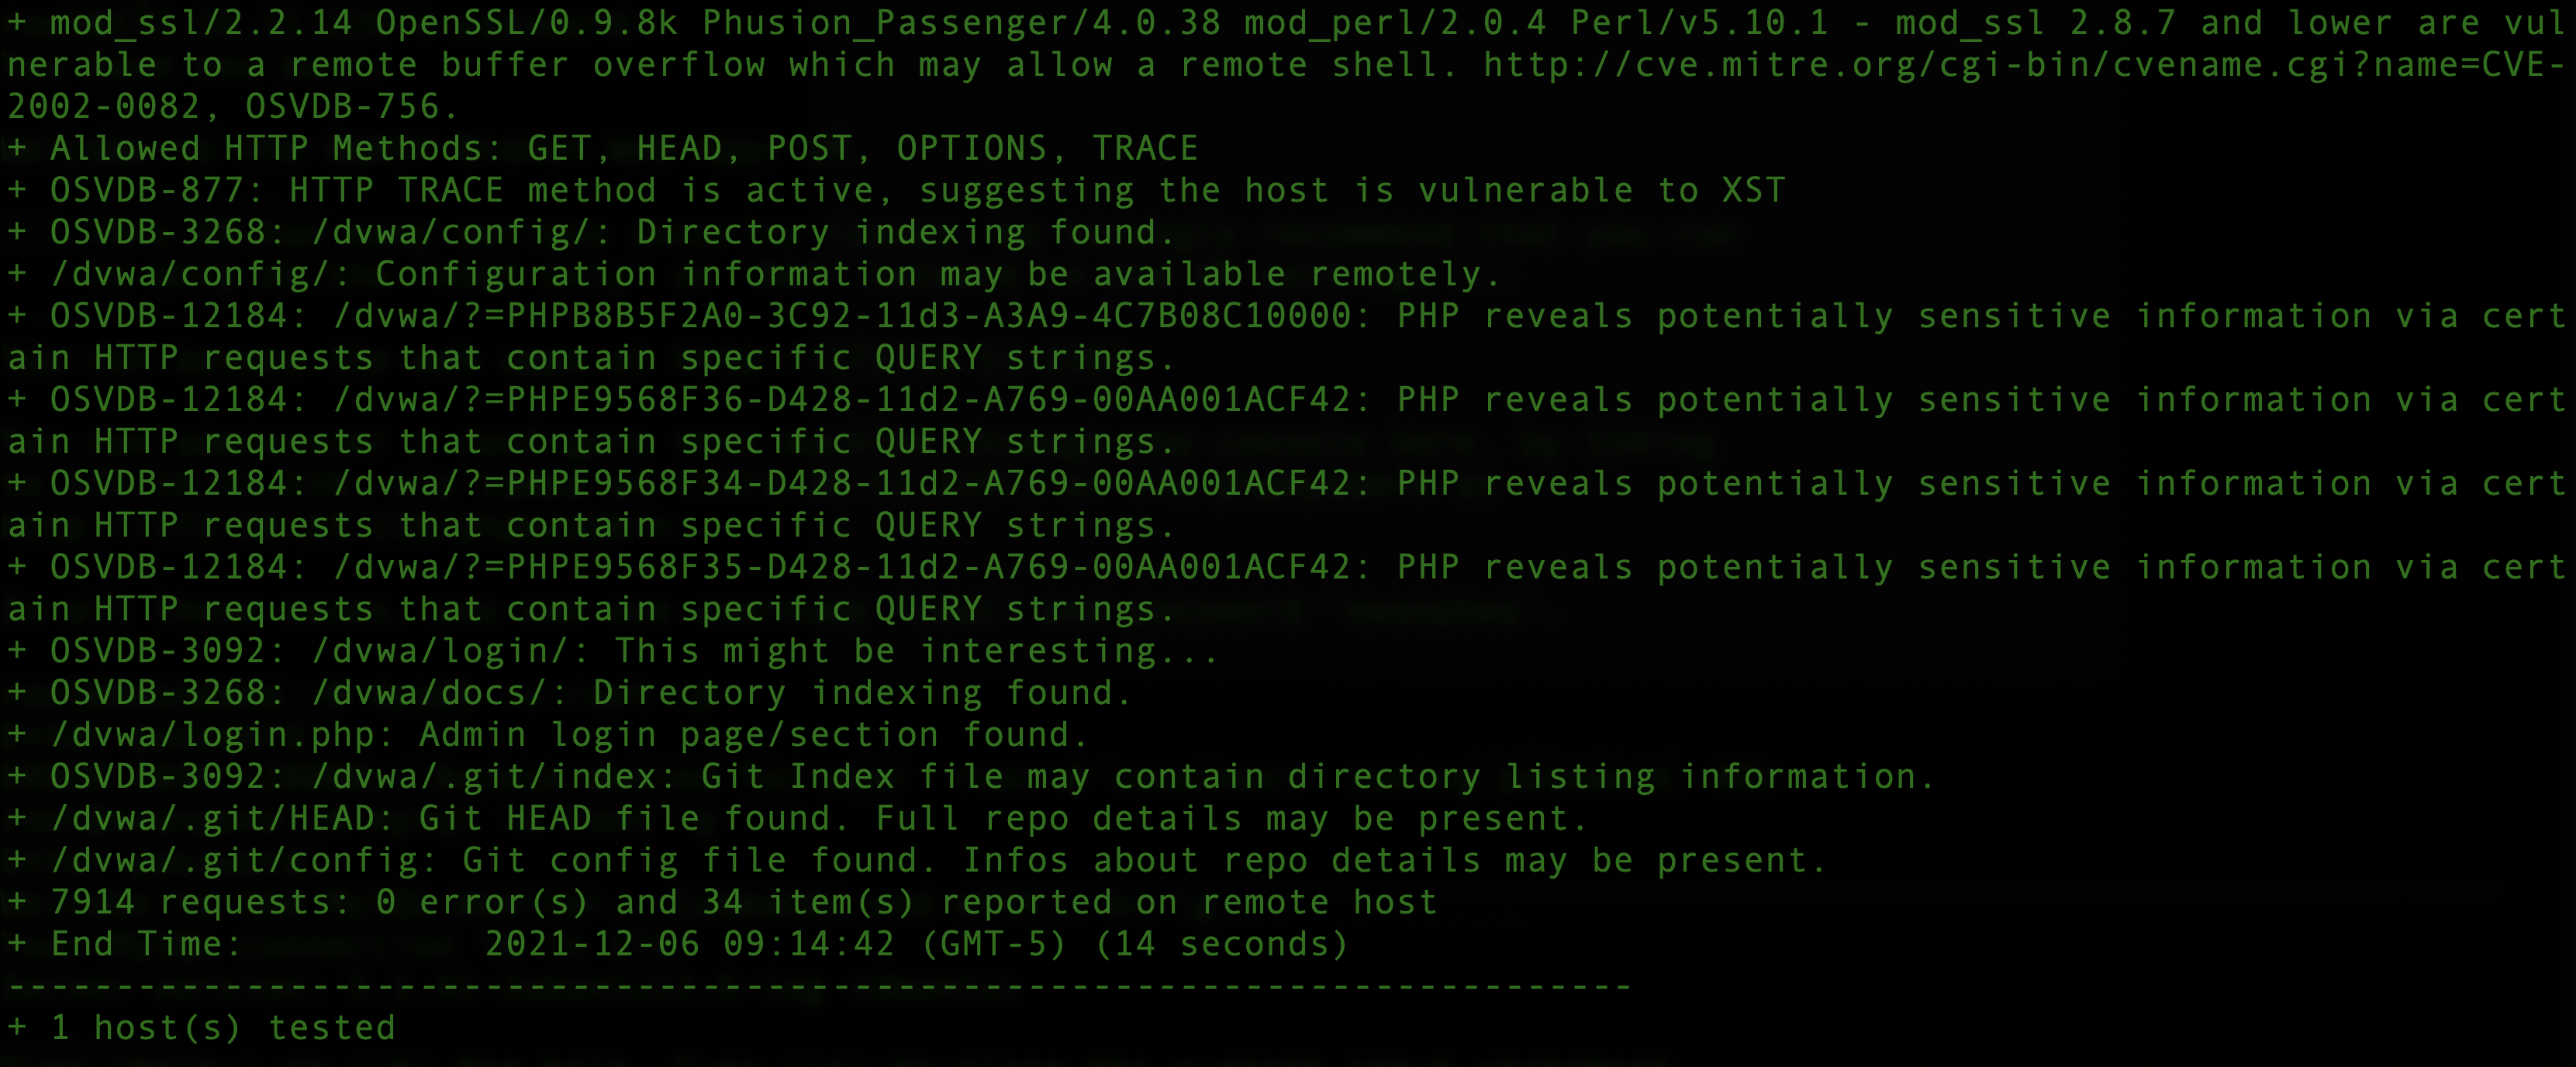 + mod_ssl/2.2.14 OpenSSL/0.9.8k Phusion_Passenger/4.0.38 mod_perl/2.0.4 Perl/v5.10.1 - mod_ssl 2.8.7 and lower are vul
nerable to a remote buffer overflow which may allow a remote shell. http://cve.mitre.org/cgi-bin/cvename.cgi?name=CVE-
2002-0082, OSVDB-756.
+ Allowed HTTP Methods: GET, HEAD, POST, OPTIONS, TRACE
+ OSVDB-877: HTTP TRACE method is active, suggesting the host is vulnerable to XST
+ OSVDB-3268: /dvwa/config/: Directory indexing found.
+ /dvwa/config/: Configuration information may be available remotely.
+ OSVDB-12184: /dvwa/?=PHPB8B5F2A0-3C92-11d3-A3A9-4C7B08C10000: PHP reveals potentially sensitive information via cert
ain HTTP requests that contain specific QUERY strings.
+ OSVDB-12184: /dvwa/?=PHPE9568F36-D428-11d2-A769-00AA001ACF42: PHP reveals potentially sensitive information via cert
ain HTTP requests that contain specific QUERY strings.
+ OSVDB-12184: /dvwa/?=PHPE9568F34-D428-11d2-A769-00AA001ACF42: PHP reveals potentially sensitive information via cert
ain HTTP requests that contain specific QUERY strings.
+ OSVDB-12184: /dvwa/?=PHPE9568F35-D428-11d2-A769-00AA001ACF42: PHP reveals potentially sensitive information via cert
ain HTTP requests that contain specific QUERY strings.
+ OSVDB-3092: /dvwa/login/: This might be interesting...
+ OSVDB-3268: /dvwa/docs/: Directory indexing found.
+ /dvwa/login.php: Admin login page/section found.
+ OSVDB-3092: /dvwa/.git/index: Git Index file may contain directory listing information.
+ /dvwa/.git/HEAD: Git HEAD file found. Full repo details may be present.
+ /dvwa/.git/config: Git config file found. Infos about repo details may be present.
+ 7914 requests: 0 error(s) and 34 item(s) reported on remote host
+ End Time:           2021-12-06 09:14:42 (GMT-5) (14 seconds)
---------------------------------------------------------------------------
+ 1 host(s) tested